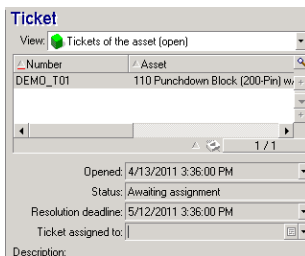 Ticket
View: Tickets of the asset (open)
Number Asset
DEMO_T01 110 Punchdown Block (200-Pin) w/
1 / 1
Opened: 4/13/2011 3:36:00 PM
Status: Awaiting assignment
Resolution deadline: 5/12/2011 3:36:00 PM
Ticket assigned to:
Description: